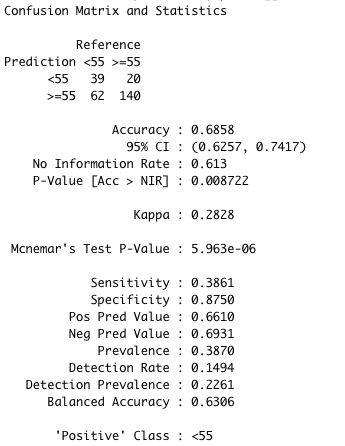 Confusion Matrix and Statistics
Reference
Prediction <55 >=55
<55 39 20
>=55 62 140
Accuracy : 0.6858
95% CI : (0.6257, 0.7417)
No Information Rate : 0.613
P-Value [Acc > NIR] : 0.008722
Kappa : 0.2828
Mcnemar's Test P-Value : 5.963e-06
Sensitivity : 0.3861
Specificity : 0.8750
Pos Pred Value : 0.6610
Neg Pred Value : 0.6931
Prevalence : 0.3870
Detection Rate : 0.1494
Detection Prevalence : 0.2261
Balanced Accuracy : 0.6306
'Positive' Class : <55